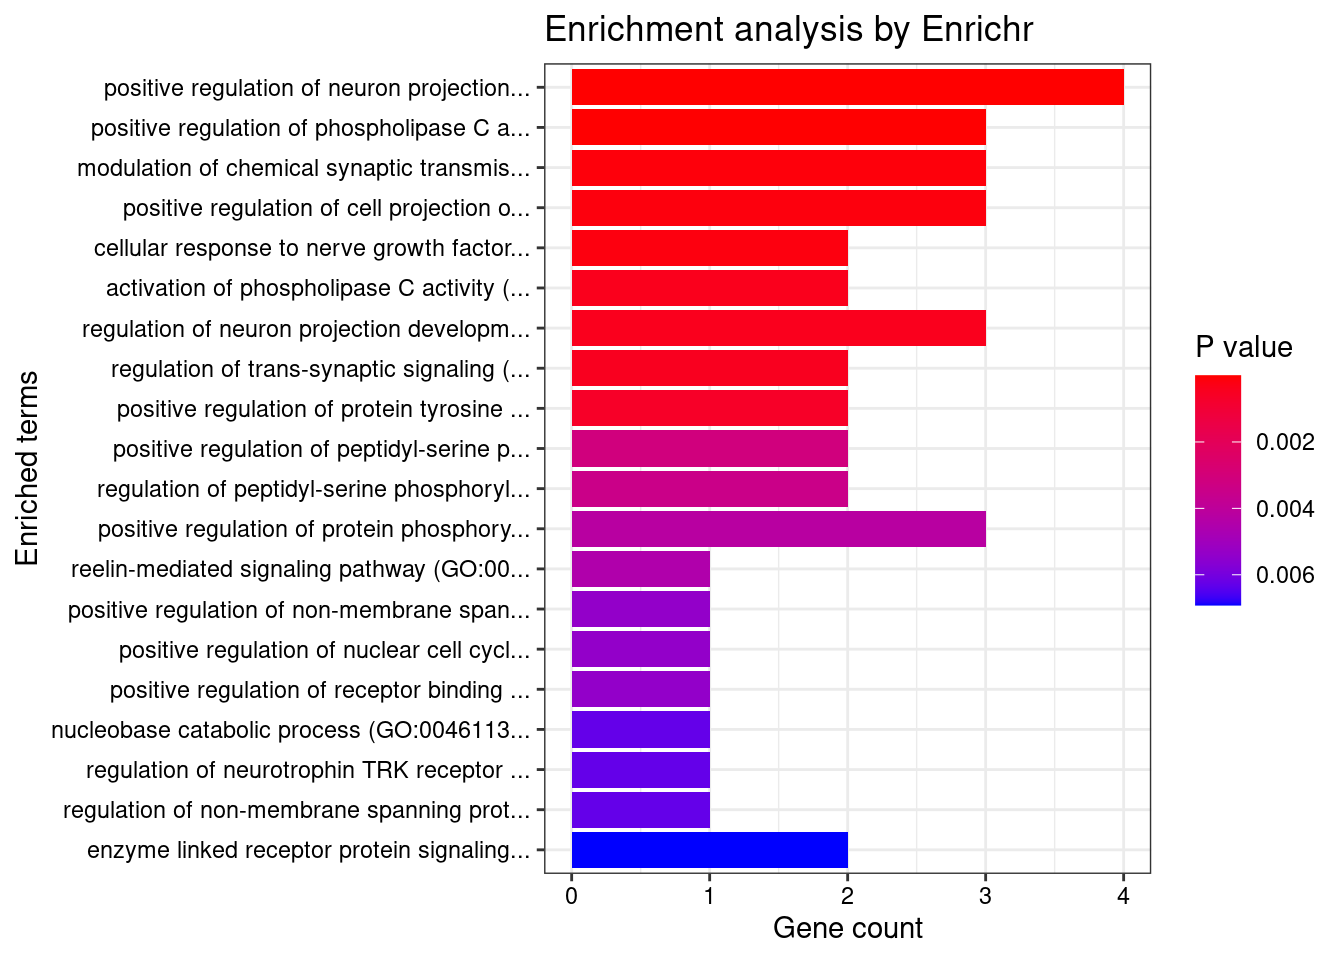 Enrichment analysis by Enrichr
positive regulation of neuron projection...
positive regulation of phospholipase C a...
modulation of chemical synaptic transmis...
positive regulation of cell projection o...
cellular response to nerve growth factor...
activation of phospholipase C activity (...
regulation of neuron projection developm...
regulation of trans-synaptic signaling (...
positive regulation of protein tyrosine ...
positive regulation of peptidyl-serine p...
regulation of peptidyl-serine phosphoryl...
positive regulation of protein phosphory...
reelin-mediated signaling pathway (GO:00...
positive regulation of non-membrane span...
positive regulation of nuclear cell cycl...
positive regulation of receptor binding ...
nucleobase catabolic process (GO:0046113...
regulation of neurotrophin TRK receptor ...
regulation of non-membrane spanning prot...
enzyme linked receptor protein signaling...
Enriched terms
0 1 2 3 4
Gene count
P value
0.002
0.004
0.006